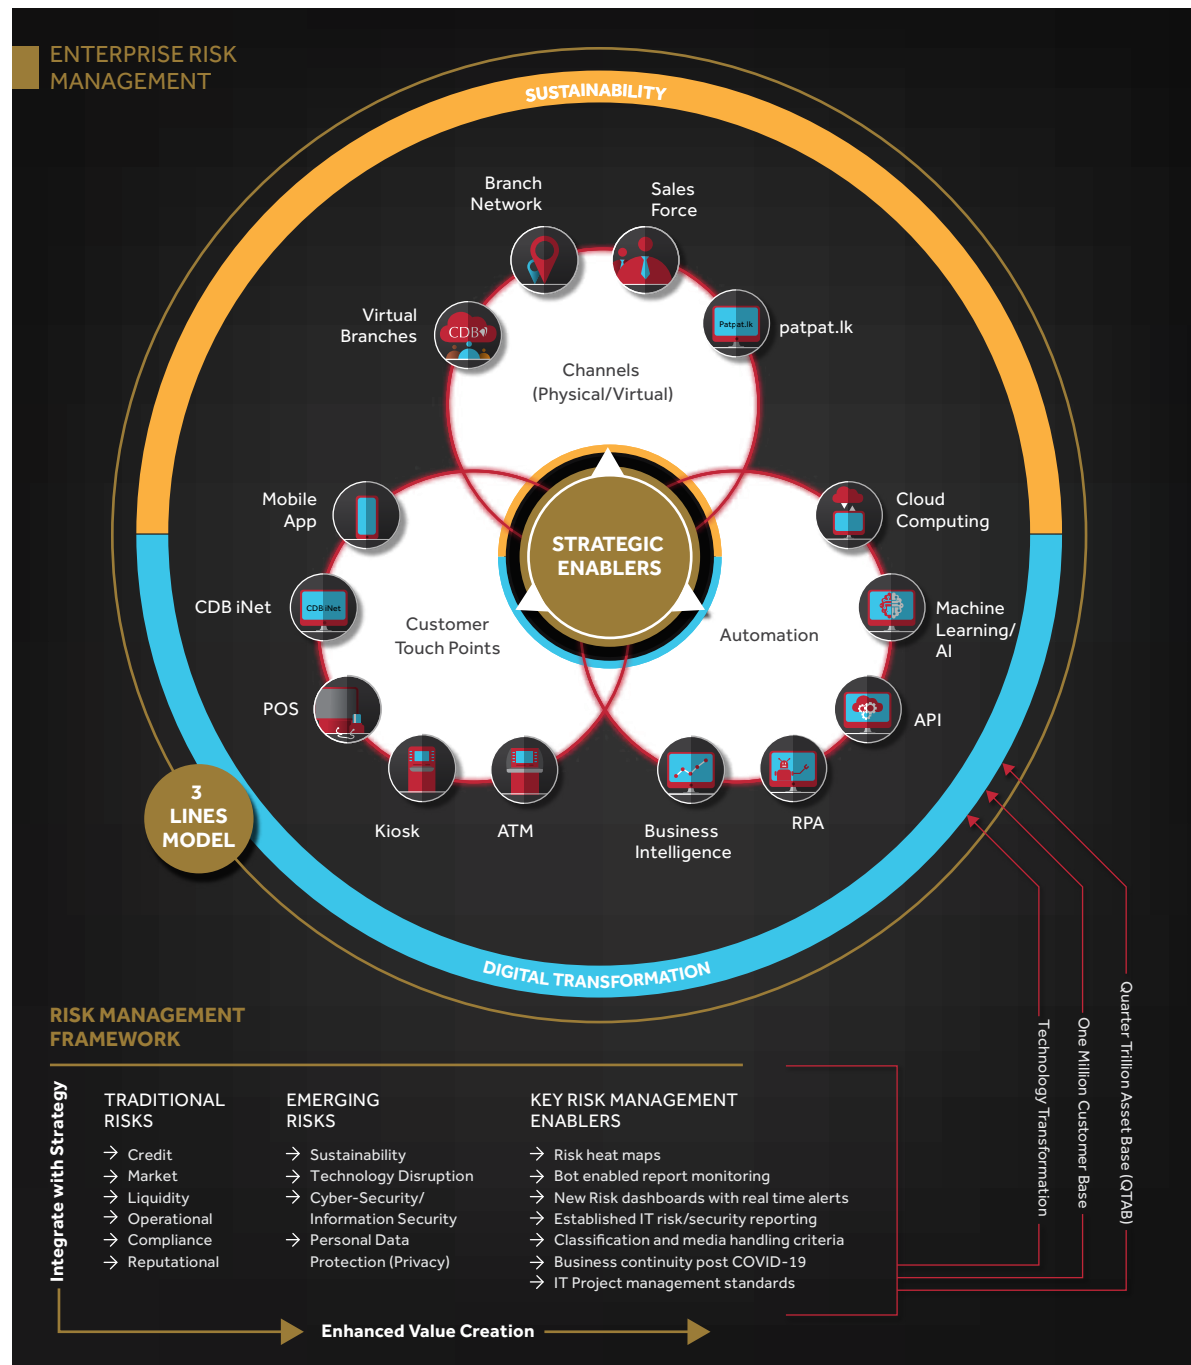 ENTERPRISE RISK
MANAGEMENT
SUSTAINABILITY
Branch
Network
Sales
Force
Virtual
Branches
CDB
Patpat.lk
patpat.lk
Channels
(Physical/Virtual)
Mobile
App
Cloud
Computing
STRATEGIC
ENABLERS
CDB iNet
CDB iNet
Machine
Learning/
AI
Customer
Touch Points
Automation
POS
API
3
LINES
MODEL
Kiosk
ATM
Business
Intelligence
RPA
DIGITAL TRANSFORMATION
Technology Transformation
One Million Customer Base
Quarter Trillion Asset Base (QTAB)
RISK MANAGEMENT
FRAMEWORK
Integrate with Strategy
TRADITIONAL
RISKS
Credit
Market
Liquidity
Operational
Compliance
Reputational
EMERGING
RISKS
Sustainability
Technology Disruption
Cyber-Security/
Information Security
Personal Data
Protection (Privacy)
KEY RISK MANAGEMENT
ENABLERS
Risk heat maps
Bot enabled report monitoring
New Risk dashboards with real time alerts
Established IT risk/security reporting
Classification and media handling criteria
Business continuity post COVID-19
IT Project management standards
Enhanced Value Creation